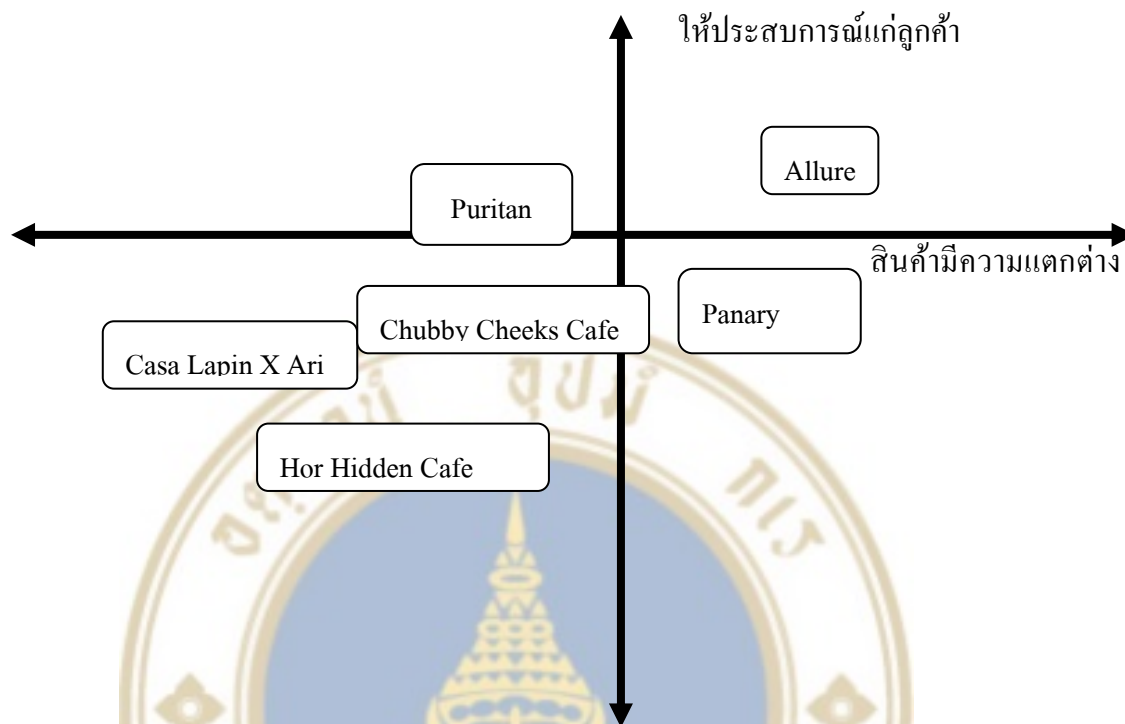 ให้ประสบการณ์แก่ลูกค้า
Allure
Puritan
สินค้ามีความแตกต่าง
Panary
Chubby Cheeks Cafe
Casa Lapin X Ari
Hor Hidden Cafe